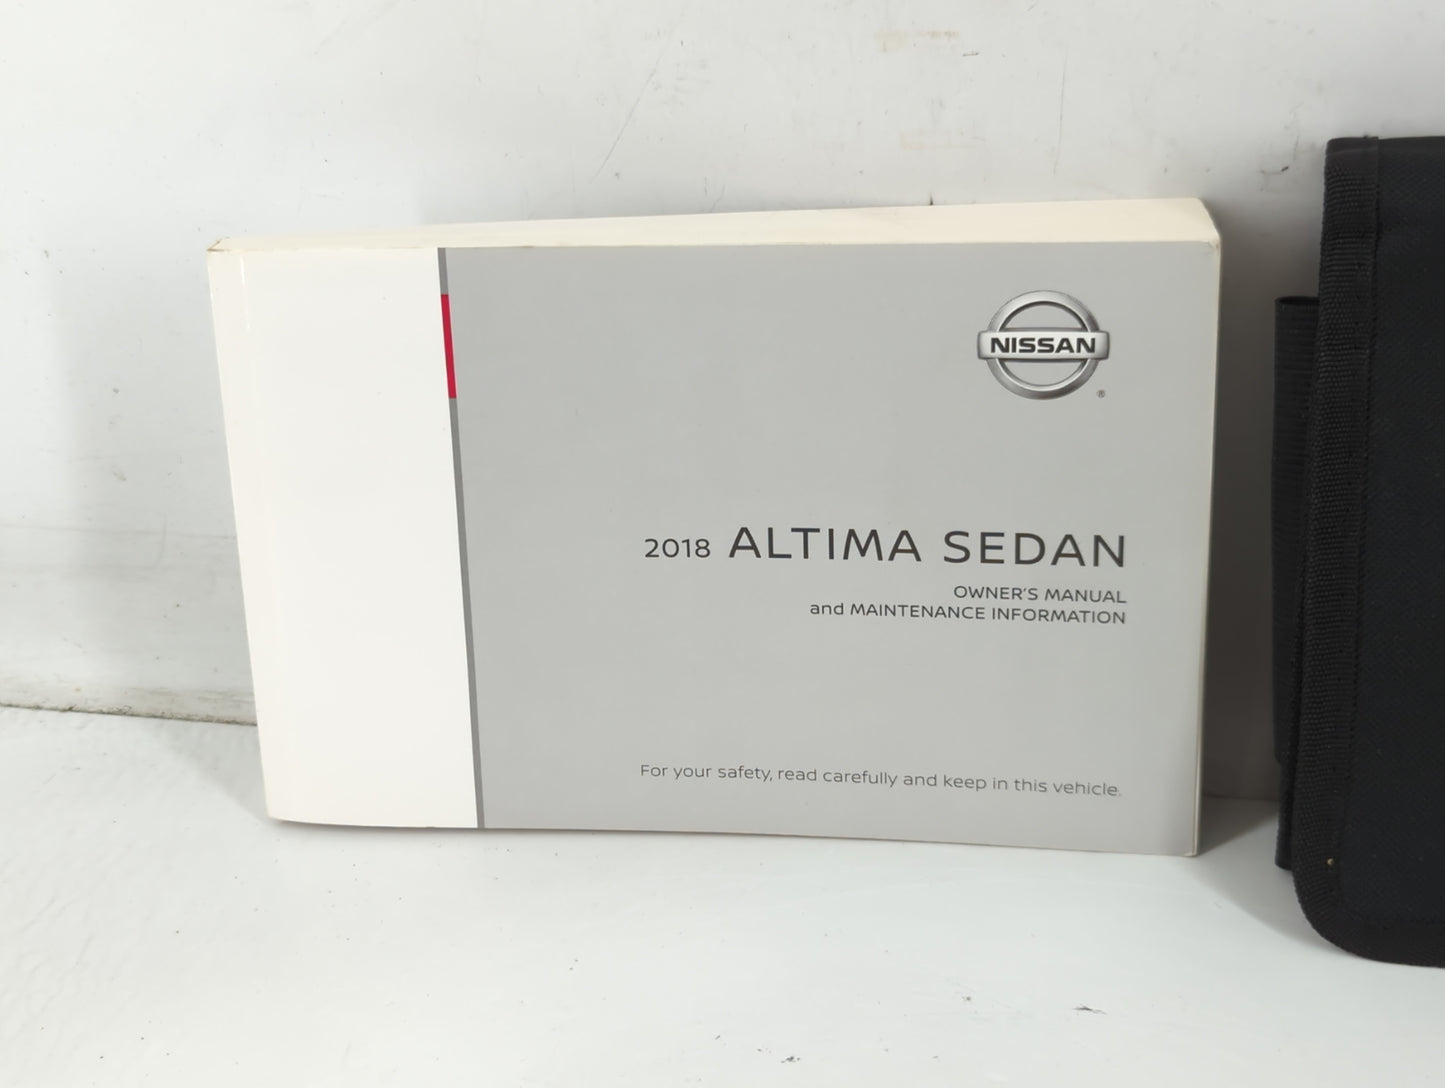 NISSAN
®
2018 ALTIMA SEDAN
OWNER'S MANUAL
and MAINTENANCE INFORMATION
For your safety, read carefully and keep in this vehicle.